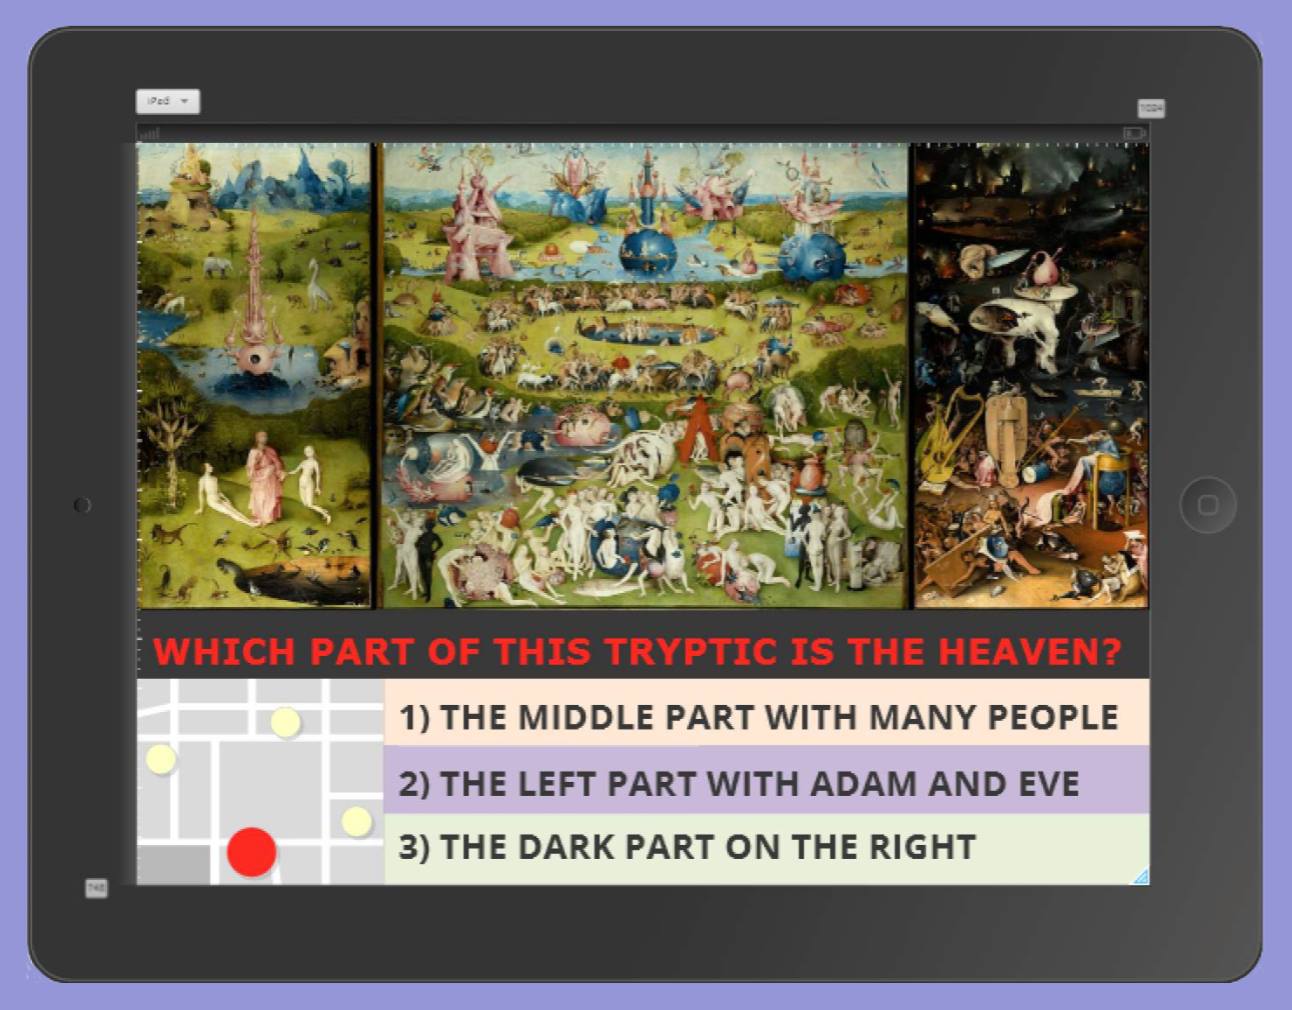 iPad
1024
WHICH PART OF THIS TRYPTIC IS THE HEAVEN?
1) THE MIDDLE PART WITH MANY PEOPLE
2) THE LEFT PART WITH ADAM AND EVE
3) THE DARK PART ON THE RIGHT